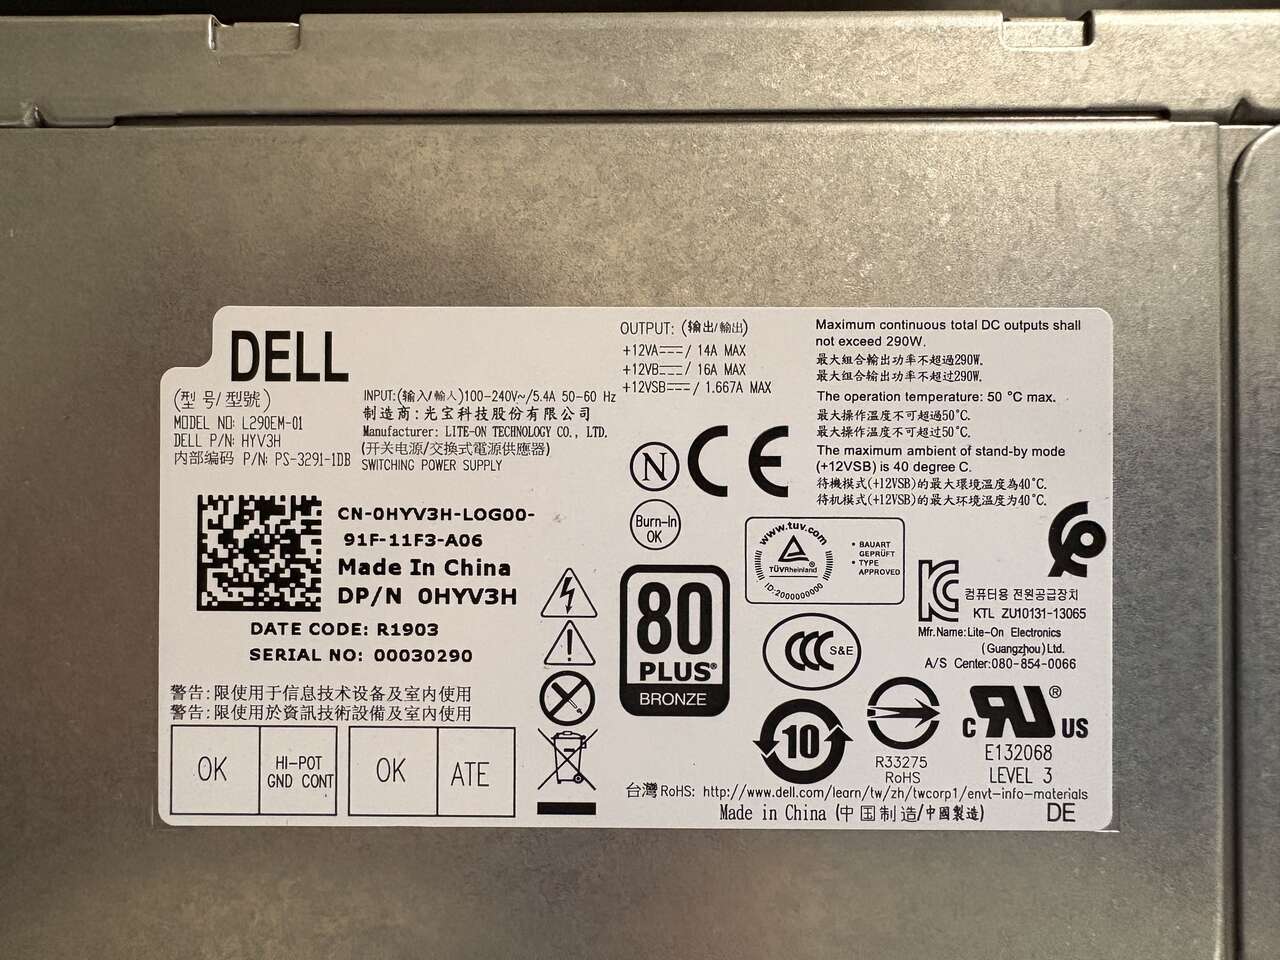 DELL
(型 号/型號)
MODEL NO: L290EM-01
DELL P/N: HYV3H
内部编码 P/N: PS-3291-1DB
INPUT:(输入/輸入)100-240V~/5.4A 50-60 Hz
制造商:光宝科技股份有限公司
Manufacturer: LITE-ON TECHNOLOGY CO., LTD.
(开关电源/交換式電源供應器)
SWITCHING POWER SUPPLY
OUTPUT: (输出/輸出)
+12VA⎓/ 14A MAX
+12VB⎓/ 16A MAX
+12VSB⎓/ 1.667A MAX
Maximum continuous total DC outputs shall
not exceed 290W.
最大組合輸出功率不超過290W.
最大组合输出功率不超过290W.
The operation temperature: 50 °C max.
最大操作溫度不可超過50°C.
最大操作温度不可超过50°C.
The maximum ambient of stand-by mode
(+12VSB) is 40 degree C.
待機模式(+12VSB)的最大環境溫度為40°C.
待机模式(+12VSB)的最大环境温度为40°C.
CN-0HYV3H-LOG00-
91F-11F3-A06
Made In China
DP/N 0HYV3H
DATE CODE: R1903
SERIAL NO: 00030290
警告:限使用于信息技术设备及室内使用
警告:限使用於資訊技術設備及室内使用
OK
HI-POT
GND CONT
OK
ATE
N
CE
Burn-In
OK
80
PLUS®
BRONZE
www.tuv.com
TÜVRheinland
ID:2000000000
• BAUART
GEPRÜFT
• TYPE
APPROVED
CCC
S&E
10
R33275
RoHS
KC
컴퓨터용 전원공급장치
KTL ZU10131-13065
Mfr.Name:Lite-On Electronics
(Guangzhou)Ltd.
A/S Center:080-854-0066
c RU® US
E132068
LEVEL 3
台灣RoHS: http://www.dell.com/learn/tw/zh/twcorp1/envt-info-materials
Made in China (中国制造/中國製造)
DE